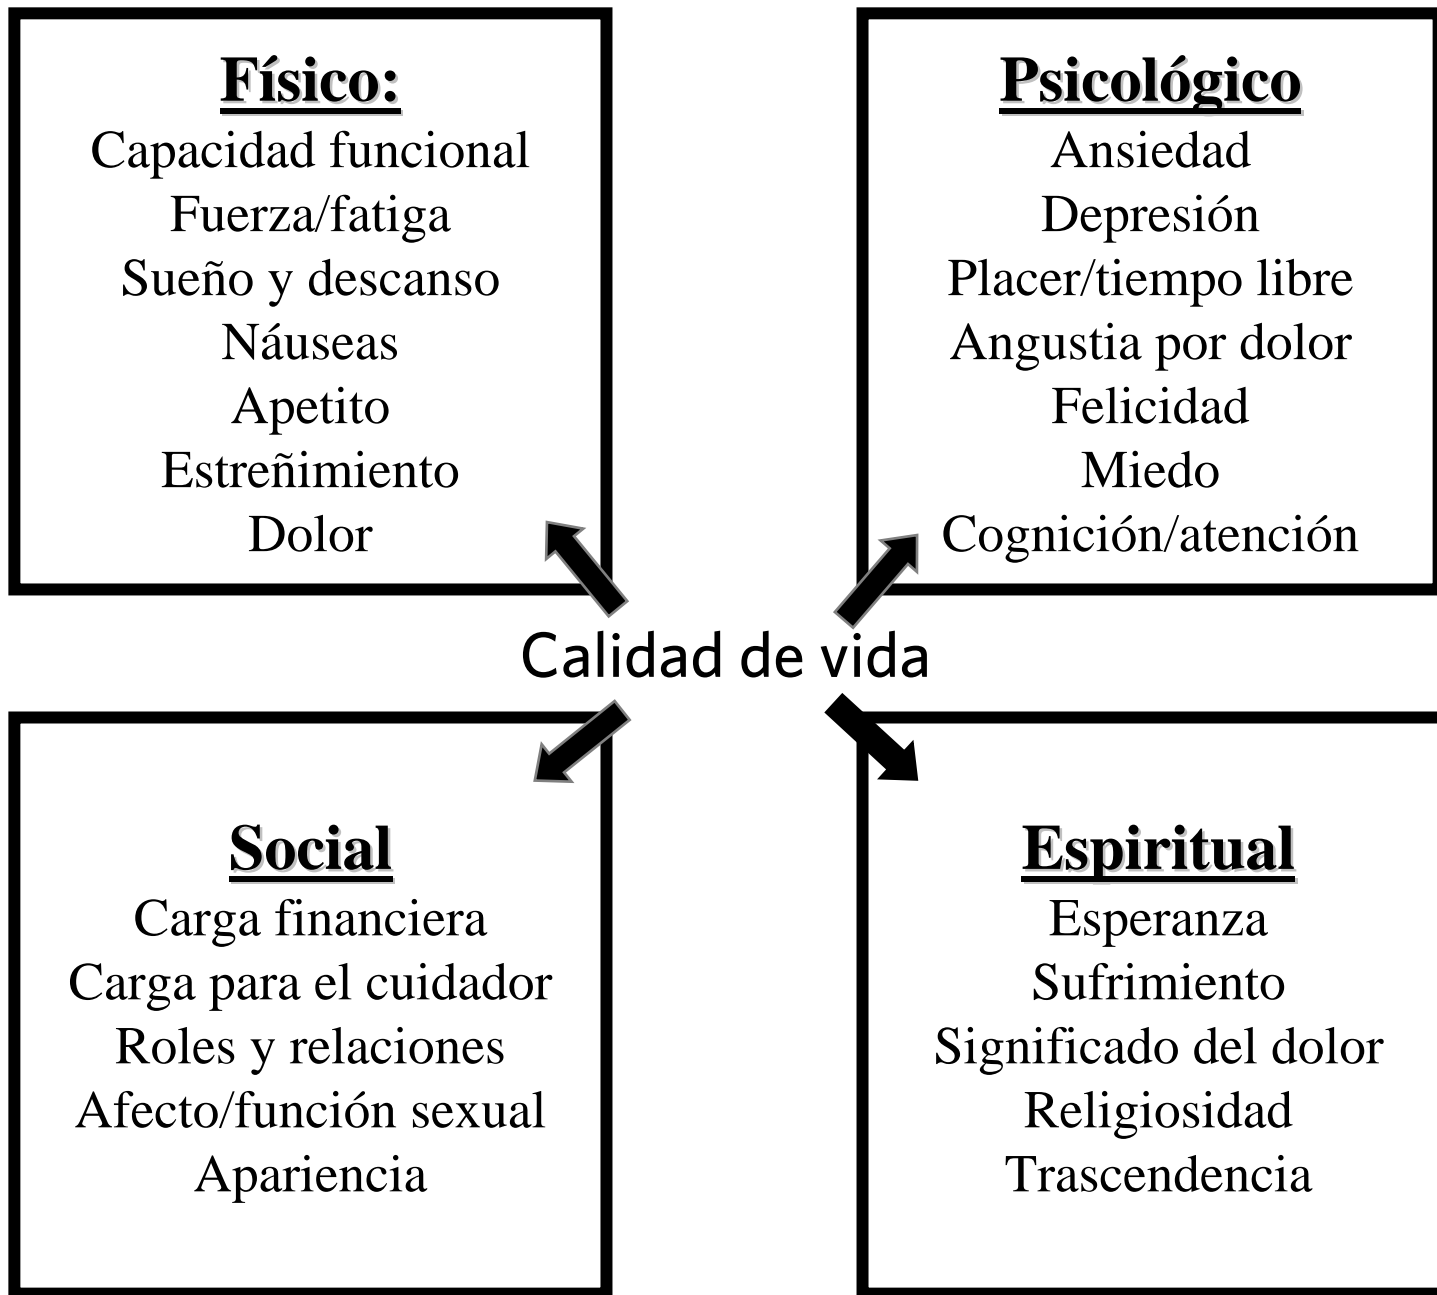 Físico:
Capacidad funcional
Fuerza/fatiga
Sueño y descanso
Náuseas
Apetito
Estreñimiento
Dolor
Psicológico
Ansiedad
Depresión
Placer/tiempo libre
Angustia por dolor
Felicidad
Miedo
Cognición/atención
Calidad de vida
Social
Carga financiera
Carga para el cuidador
Roles y relaciones
Afecto/función sexual
Apariencia
Espiritual
Esperanza
Sufrimiento
Significado del dolor
Religiosidad
Trascendencia